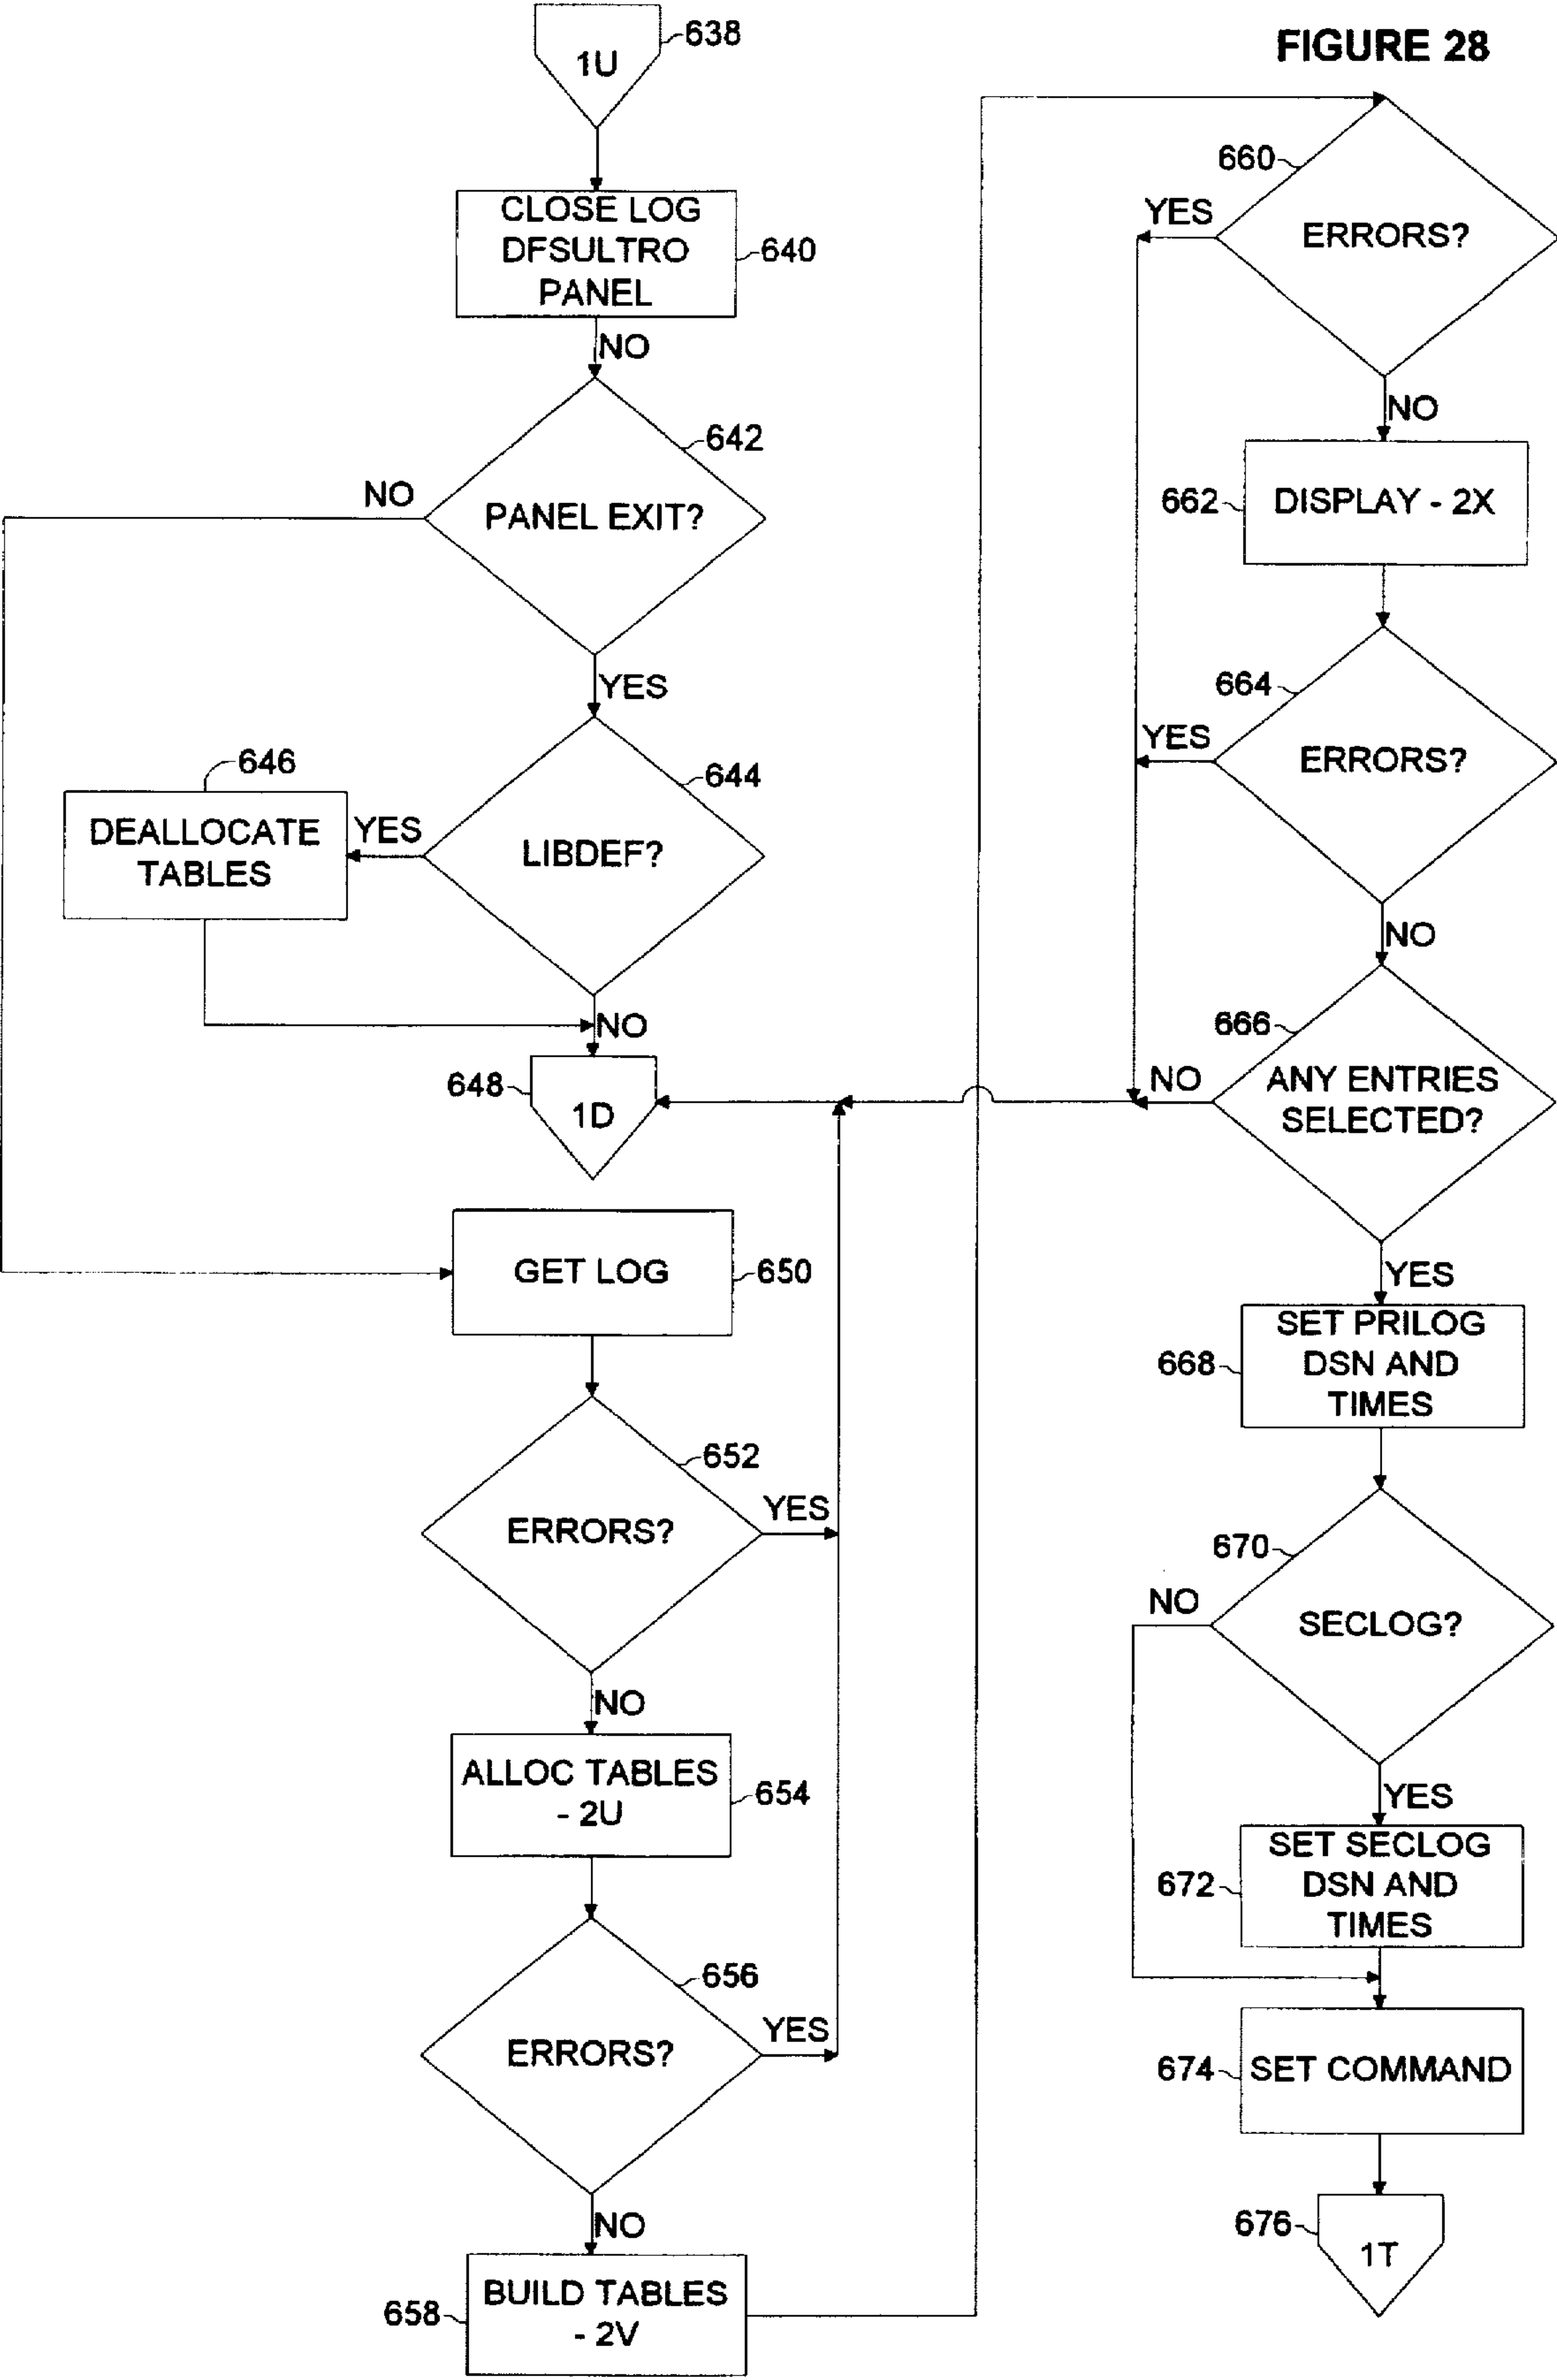 FIGURE 28
638
1U
CLOSE LOG
DFSULTRO
PANEL
640
NO
642
NO
PANEL EXIT?
YES
646
644
DEALLOCATE
TABLES
YES
LIBDEF?
NO
648
1D
GET LOG
650
652
ERRORS?
YES
NO
ALLOC TABLES
- 2U
654
656
ERRORS?
YES
NO
658
BUILD TABLES
- 2V
660
YES
ERRORS?
NO
662
DISPLAY - 2X
664
YES
ERRORS?
NO
666
NO
ANY ENTRIES
SELECTED?
YES
668
SET PRILOG
DSN AND
TIMES
670
NO
SECLOG?
YES
672
SET SECLOG
DSN AND
TIMES
674
SET COMMAND
676
1T